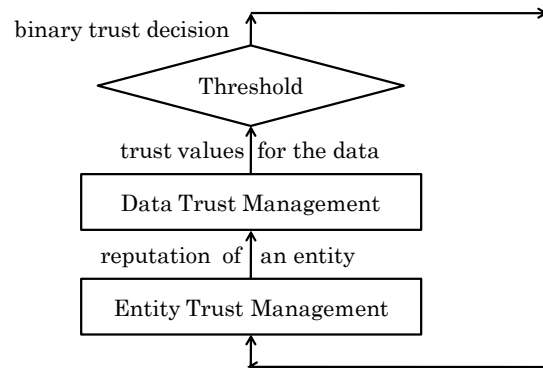 binary trust decision
Threshold
trust values for the data
Data Trust Management
reputation of an entity
Entity Trust Management